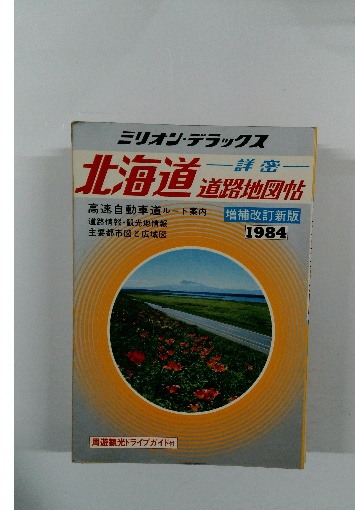 ミリオン・デラックス
北海道 ―詳密―
道路地図帖
高速自動車道ルート案内
道路情報・観光地情報
主要都市図と広域図
増補改訂新版
1984
周遊観光ドライブガイド付